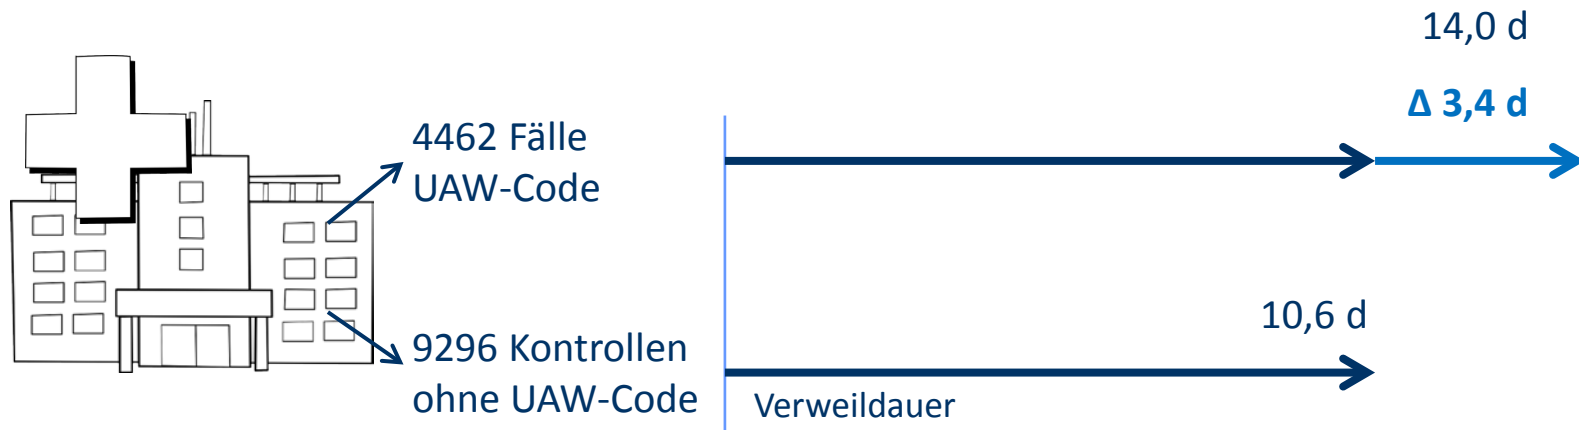 14,0 d
Δ 3,4 d
4462 Fälle
UAW-Code
10,6 d
9296 Kontrollen
ohne UAW-Code
Verweildauer